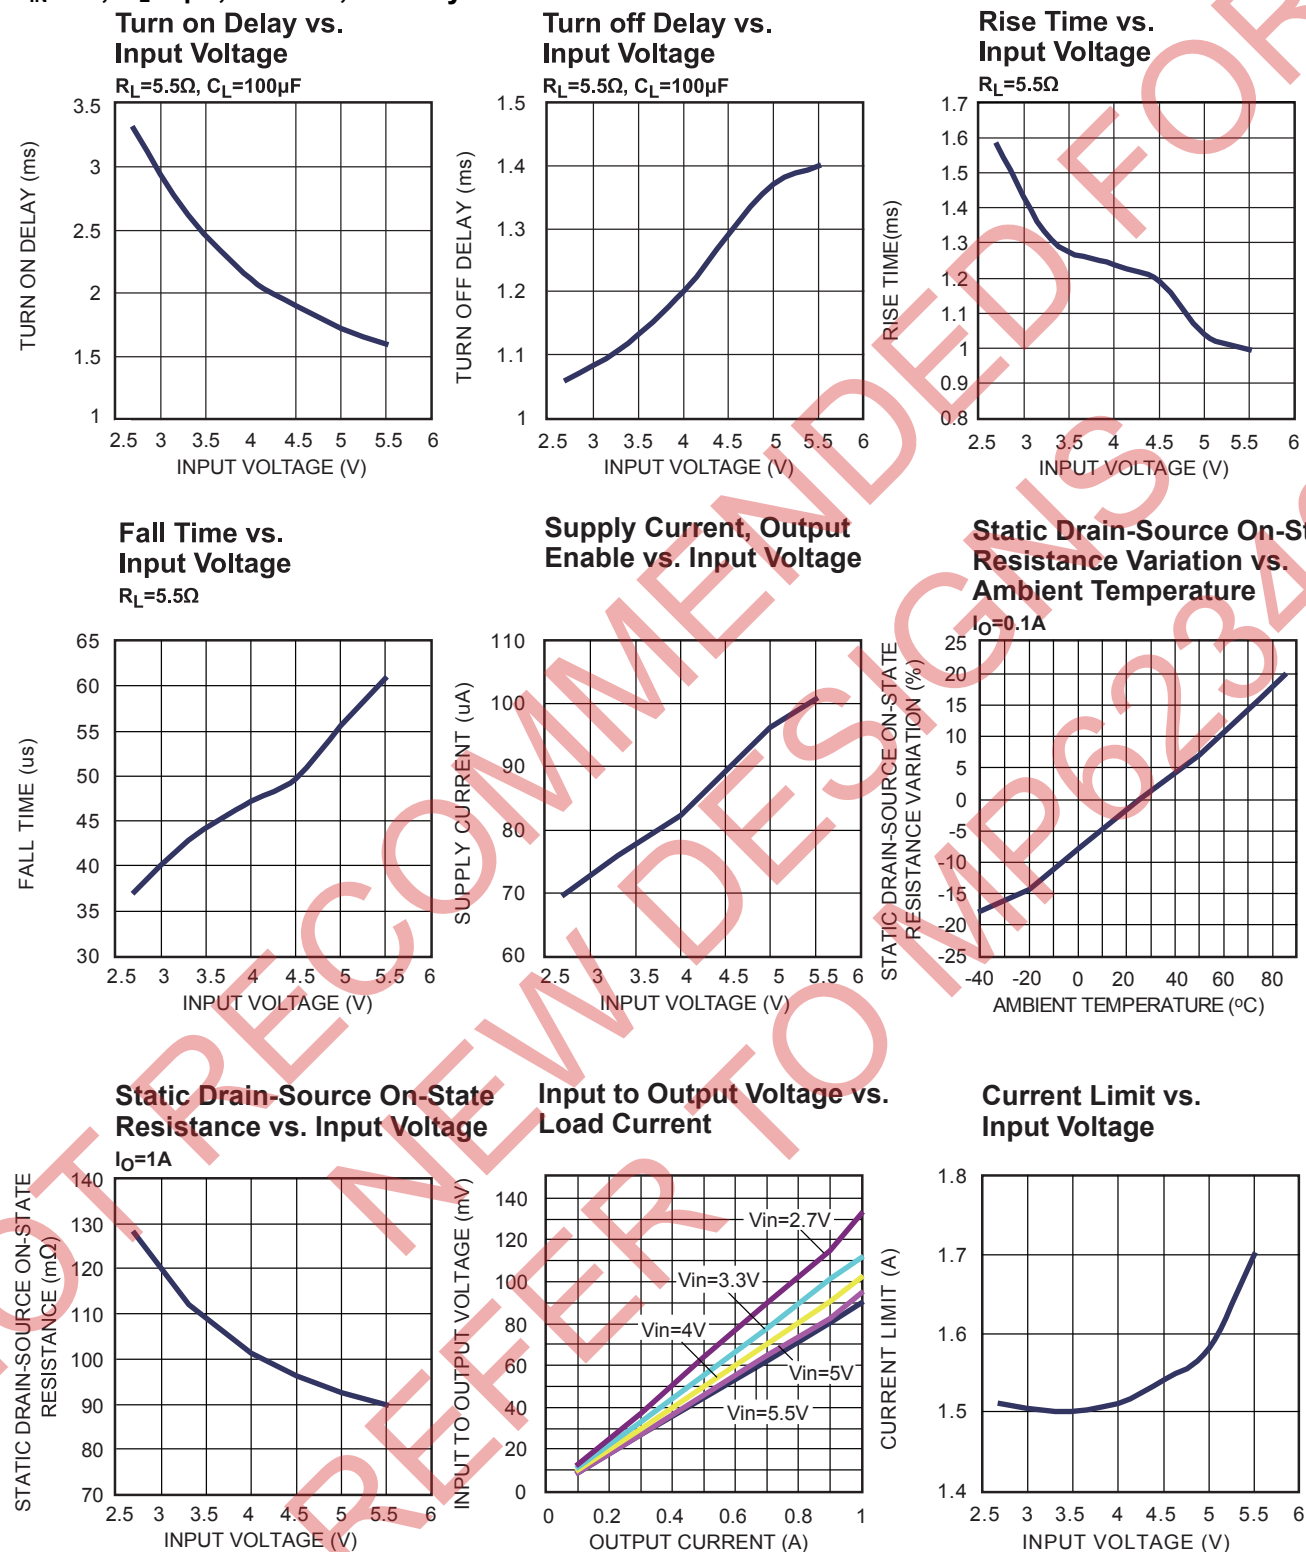 Turn on Delay vs.
Input Voltage
RL=5.5Ω, CL=100µF
3.5
3
2.5
2
1.5
1
TURN ON DELAY (ms)
2.5 3 3.5 4 4.5 5 5.5 6
INPUT VOLTAGE (V)
Turn off Delay vs.
Input Voltage
RL=5.5Ω, CL=100µF
1.5
1.4
1.3
1.2
1.1
1
TURN OFF DELAY (ms)
2.5 3 3.5 4 4.5 5 5.5 6
INPUT VOLTAGE (V)
Rise Time vs.
Input Voltage
RL=5.5Ω
1.7
1.6
1.5
1.4
1.3
1.2
1.1
1
0.9
0.8
RISE TIME(ms)
2.5 3 3.5 4 4.5 5 5.5 6
INPUT VOLTAGE (V)
Fall Time vs.
Input Voltage
RL=5.5Ω
65
60
55
50
45
40
35
30
FALL TIME (us)
2.5 3 3.5 4 4.5 5 5.5 6
INPUT VOLTAGE (V)
Supply Current, Output
Enable vs. Input Voltage
110
100
90
80
70
60
SUPPLY CURRENT (uA)
2.5 3 3.5 4 4.5 5 5.5 6
INPUT VOLTAGE (V)
Static Drain-Source On-St
Resistance Variation vs.
Ambient Temperature
IO=0.1A
25
20
15
10
5
0
-5
-10
-15
-20
-25
STATIC DRAIN-SOURCE ON-STATE
RESISTANCE VARIATION (%)
-40 -20 0 20 40 60 80
AMBIENT TEMPERATURE (oC)
Static Drain-Source On-State
Resistance vs. Input Voltage
IO=1A
140
130
120
110
100
90
80
70
STATIC DRAIN-SOURCE ON-STATE
RESISTANCE (mΩ)
2.5 3 3.5 4 4.5 5 5.5 6
INPUT VOLTAGE (V)
Input to Output Voltage vs.
Load Current
140
120
100
80
60
40
20
0
INPUT TO OUTPUT VOLTAGE (mV)
Vin=2.7V
Vin=3.3V
Vin=4V
Vin=5V
Vin=5.5V
0 0.2 0.4 0.6 0.8 1
OUTPUT CURRENT (A)
Current Limit vs.
Input Voltage
1.8
1.7
1.6
1.5
1.4
CURRENT LIMIT (A)
2.5 3 3.5 4 4.5 5 5.5 6
INPUT VOLTAGE (V)
NOT RECOMMENDED FOR
NEW DESIGNS
REFER TO MP6234